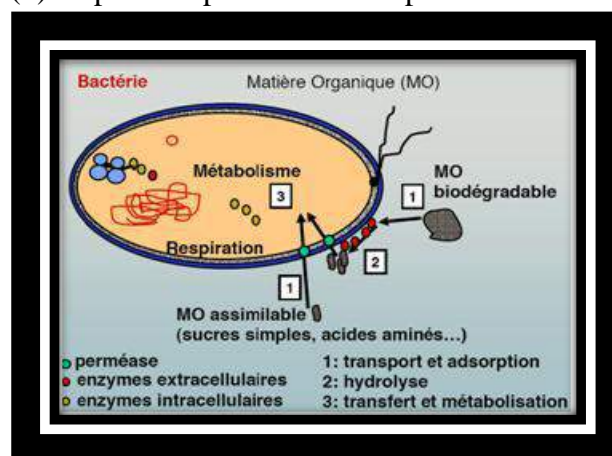 Bactérie Matière Organique (MO)
Métabolisme
3
MO
biodégradable
1
Respiration
2
1
MO assimilable
(sucres simples, acides aminés...)
perméase
enzymes extracellulaires
enzymes intracellulaires
1: transport et adsorption
2: hydrolyse
3: transfert et métabolisation